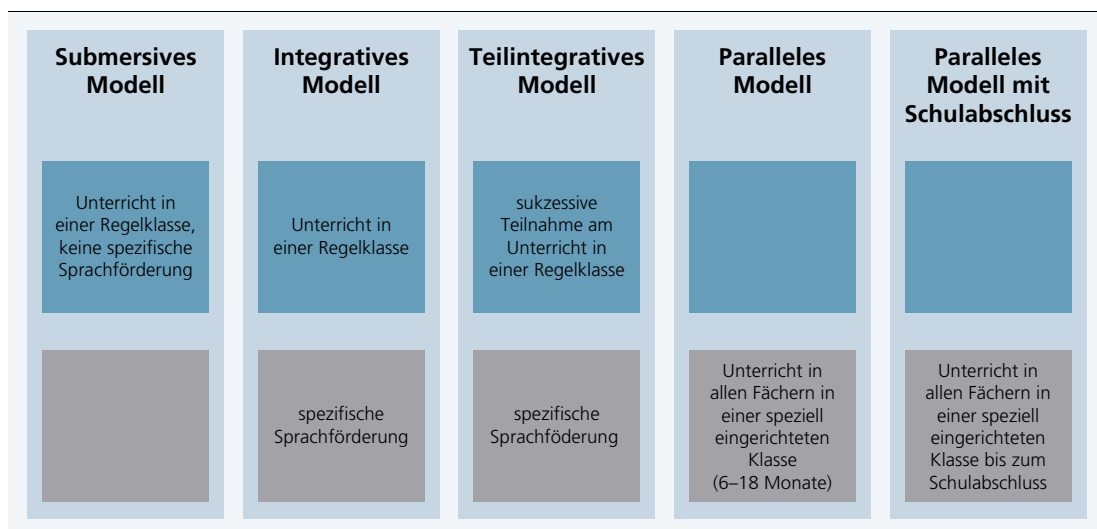 Submersives
Modell
Unterricht in
einer Regelklasse,
keine spezifische
Sprachförderung
Integratives
Modell
Unterricht in
einer Regelklasse
spezifische
Sprachförderung
Teilintegratives
Modell
sukzessive
Teilnahme am
Unterricht in
einer Regelklasse
spezifische
Sprachföderung
Paralleles
Modell
Unterricht in
allen Fächern in
einer speziell
eingerichteten
Klasse
(6–18 Monate)
Paralleles
Modell mit
Schulabschluss
Unterricht in
allen Fächern in
einer speziell
eingerichteten
Klasse bis zum
Schulabschluss